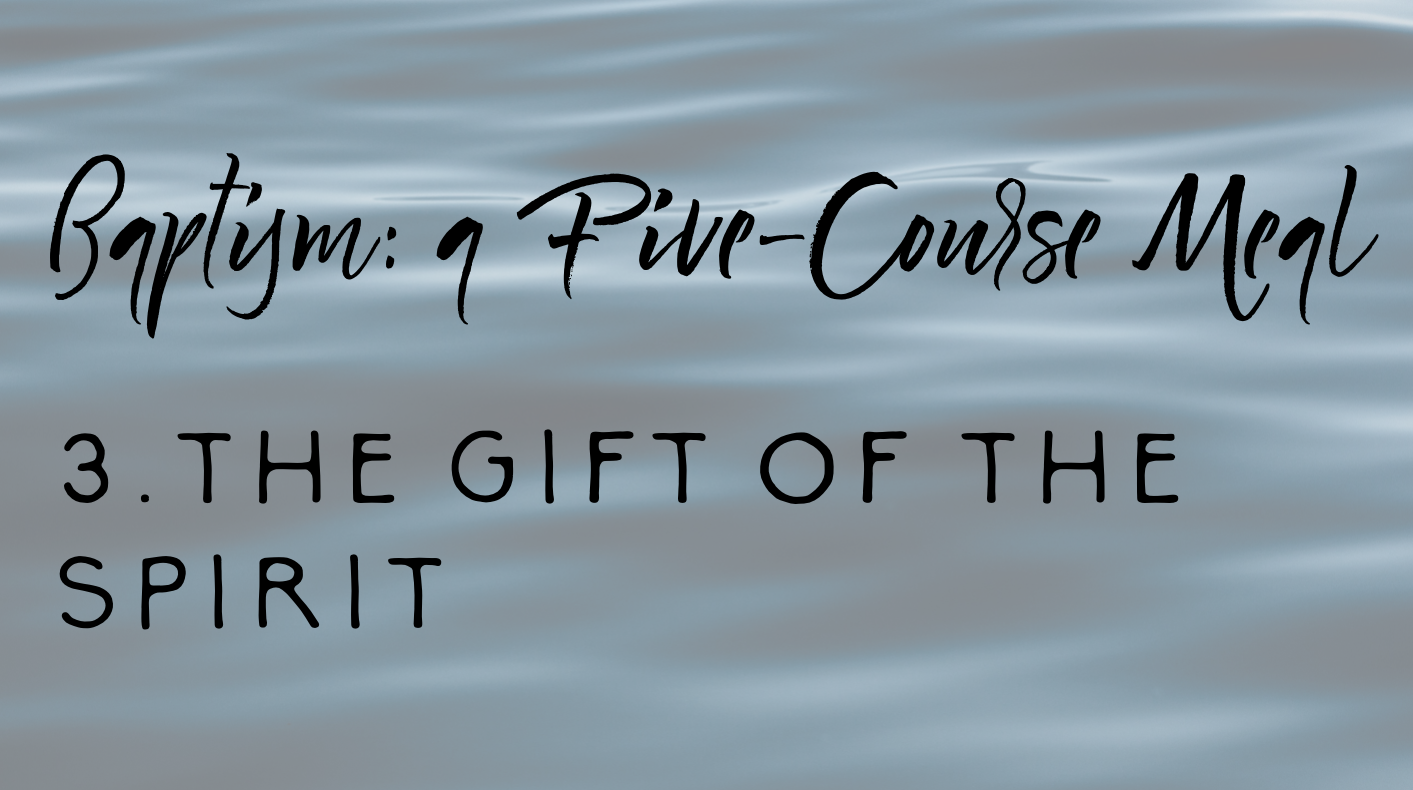 Baptism: a Five-Course Meal
3. THE GIFT OF THE
SPIRIT